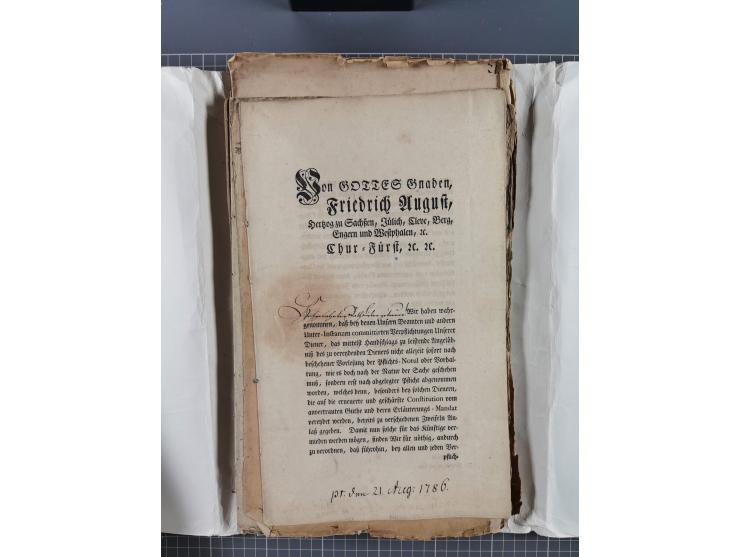 Von GOTTES Gnaden,
Friedrich August,
Hertzog zu Sachßen, Jülich, Cleve, Berg,
Engern und Westphalen, ꝛc.
Chur-Fürst, ꝛc. ꝛc.
Wir haben wahr-
genommen, daß bey denen Unsern Beamten und andern
Unter-Instanzen committirten Verpflichtungen Unserer
Diener, das mittelst Handschlags zu leistende Angelöb-
niß des zu vereydenden Dieners nicht allezeit sofort nach
beschehener Vorlesung der Pflichts-Notul oder Vorhal-
tung, wie es doch nach der Natur der Sache geschehen
muß, sondern erst nach abgelegter Pflicht abgenommen
worden, welches denn, besonders bey solchen Dienern,
die auf die erneuerte und geschärfte Constitution vom
anvertrauten Guthe und deren Erläuterungs-Mandat
vereydet werden, bereits zu verschiedenen Zweifeln An-
laß gegeben. Damit nun solche für das Künftige ver-
mieden werden mögen, finden Wir für nöthig, andurch
zu verordnen, daß führohin, bey allen und jeden Ver-
pflich-
pr. den 21. Aug: 1786.